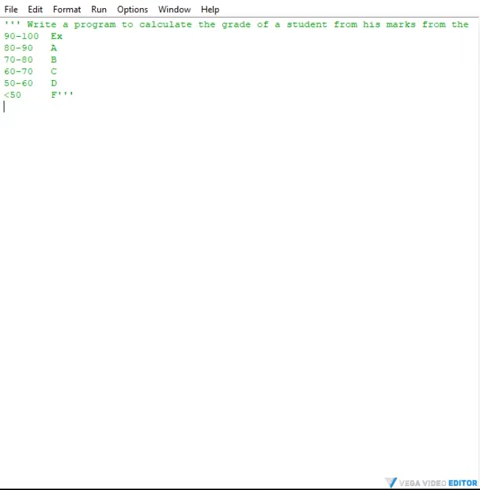 File Edit Format Run Options Window Help
''' Write a program to calculate the grade of a student from his marks from the
90-100 Ex
80-90 A
70-80 B
60-70 C
50-60 D
<50 F'''
VEGA VIDEO EDITOR